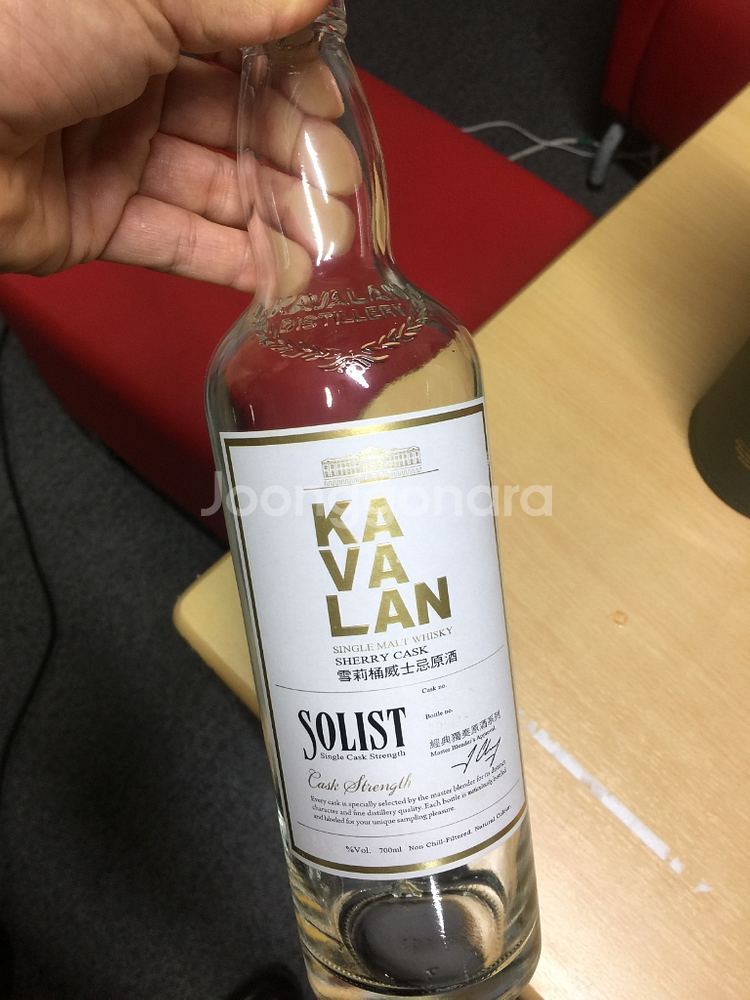 KAVALAN
DISTILLERY
Joongonara
KA
VA
LAN
SINGLE MALT WHISKY
SHERRY CASK
雪莉桶威士忌原酒
Cask no.
Bottle no.
SOLIST
Single Cask Strength
經典獨奏原酒系列
Master Blender's Approval
Cask Strength
Every cask is specially selected by the master blender for its distinct
character and fine distillery quality. Each bottle is meticulously bottled
and labeled for your unique sampling pleasure.
%Vol. 700ml Non Chill-Filtered, Natural Colour.